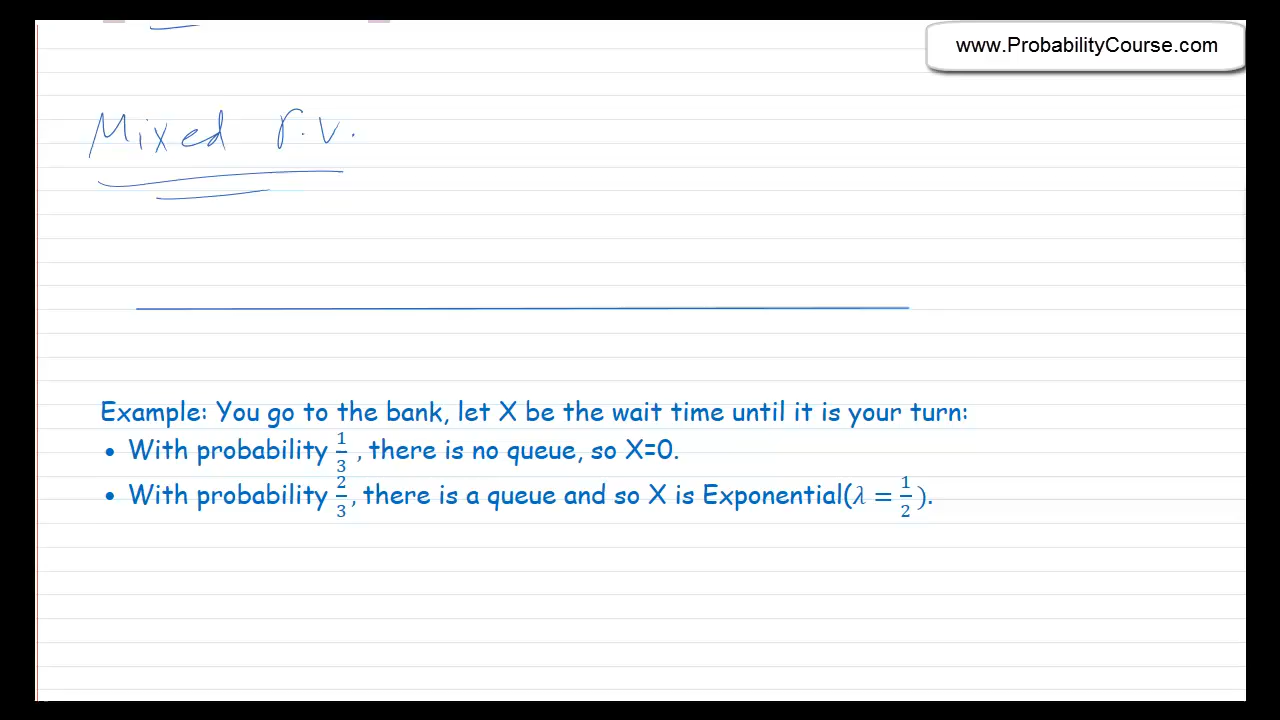 www.ProbabilityCourse.com
Mixed r.v.
Example: You go to the bank, let X be the wait time until it is your turn:
• With probability 1/3 , there is no queue, so X=0.
• With probability 2/3, there is a queue and so X is Exponential(λ = 1/2).